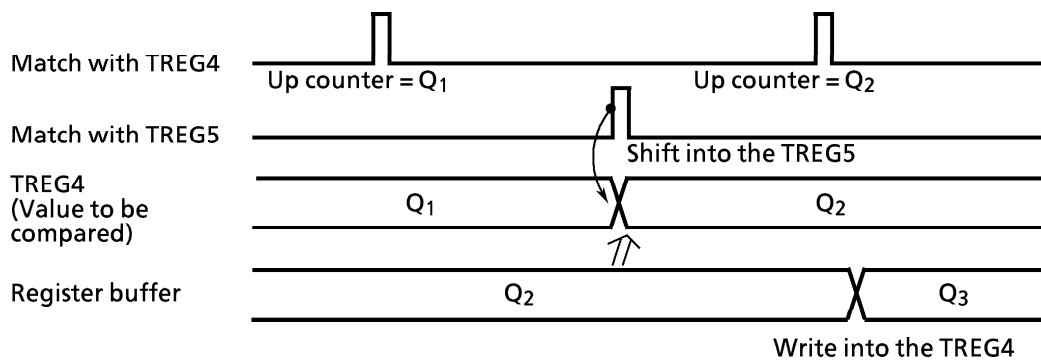 Match with TREG4
Up counter = Q1
Up counter = Q2
Match with TREG5
Shift into the TREG5
TREG4
(Value to be
compared)
Q1
Q2
Register buffer
Q2
Q3
Write into the TREG4